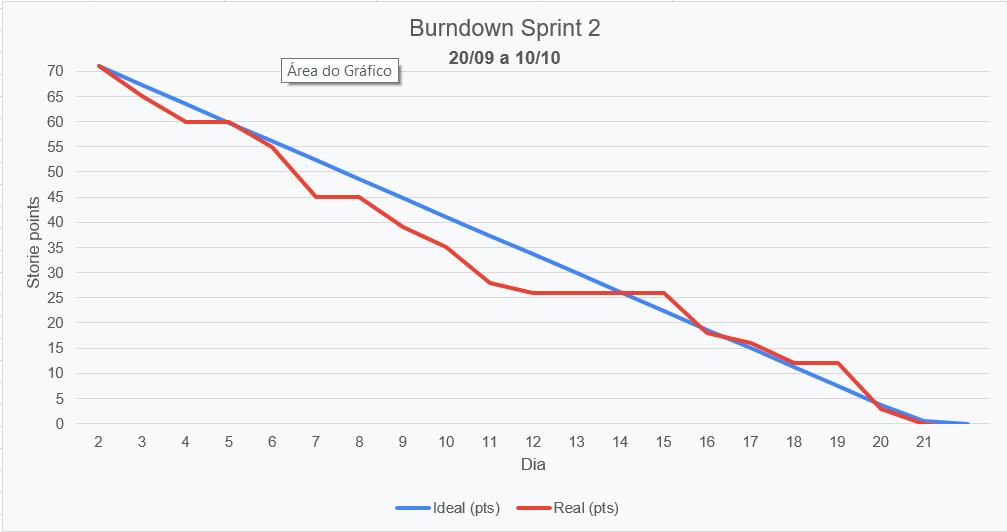 Burndown Sprint 2
20/09 a 10/10
Área do Gráfico
Storie points
70
65
60
55
50
45
40
35
30
25
20
15
10
5
0
2 3 4 5 6 7 8 9 10 11 12 13 14 15 16 17 18 19 20 21
Dia
Ideal (pts) Real (pts)